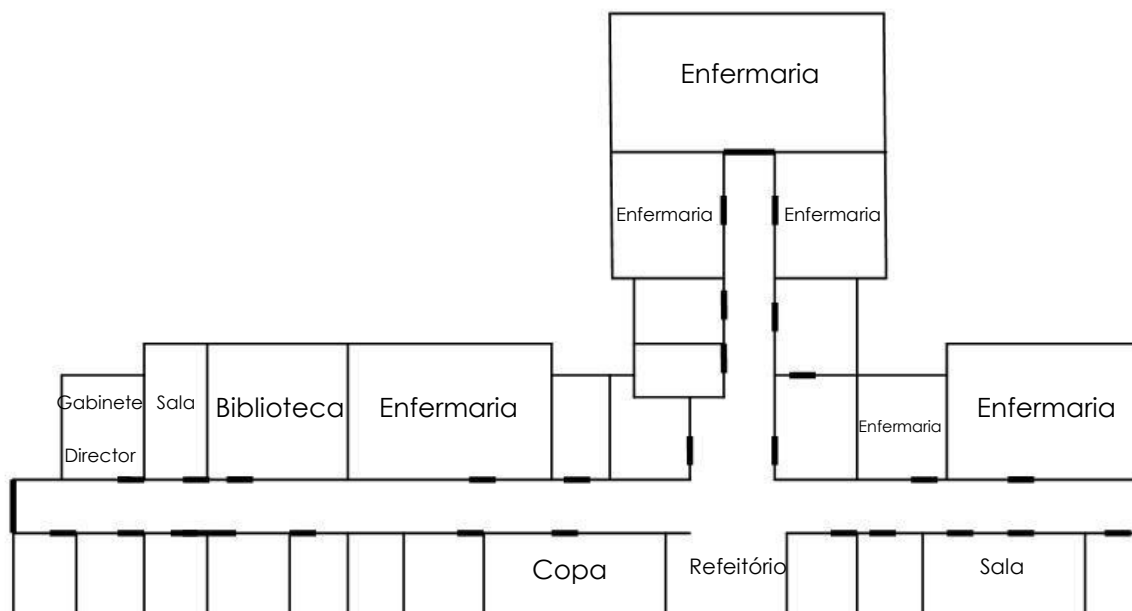 Enfermaria
Enfermaria
Enfermaria
Gabinete
Director
Sala
Biblioteca
Enfermaria
Enfermaria
Enfermaria
Copa
Refeitório
Sala